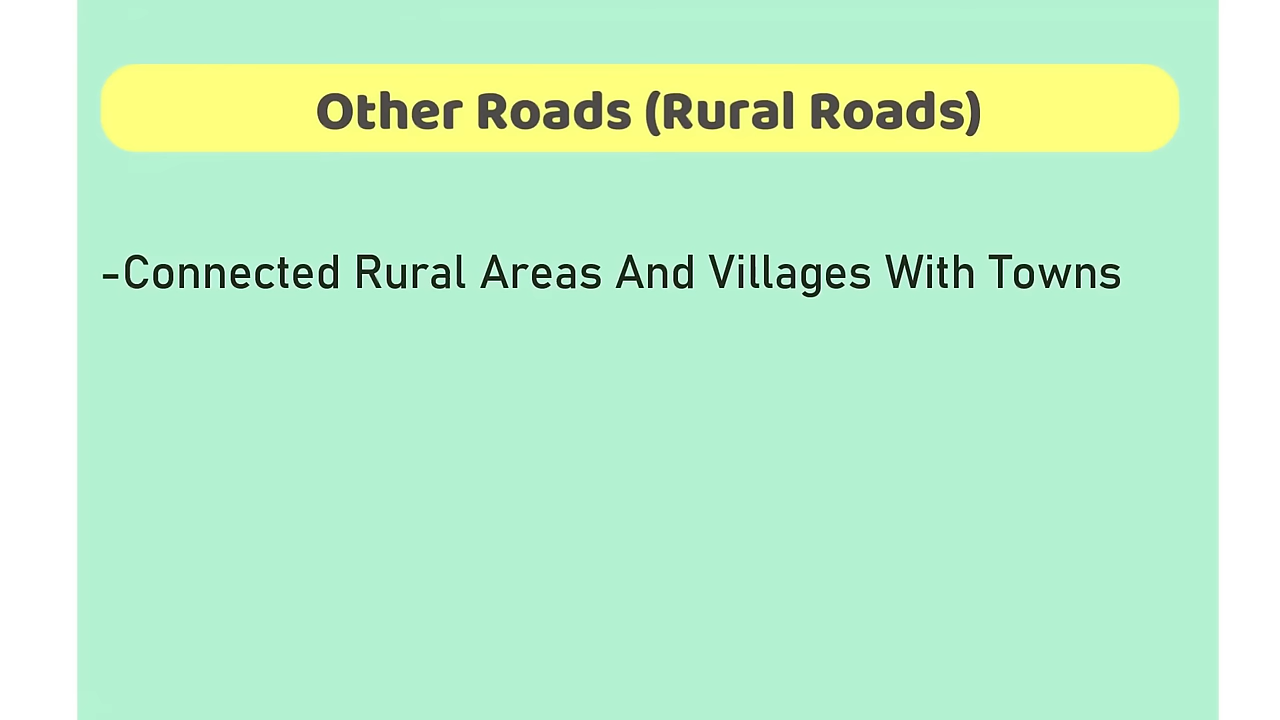 Other Roads (Rural Roads)
-Connected Rural Areas And Villages With Towns